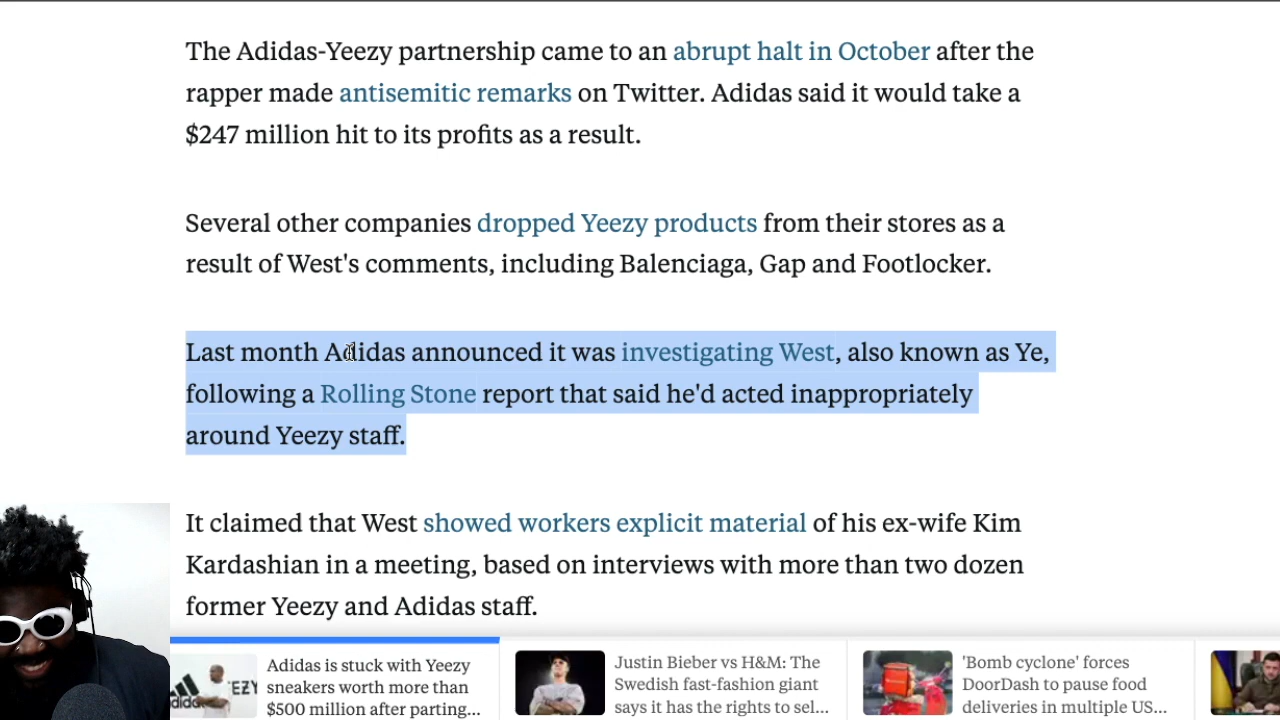 The Adidas-Yeezy partnership came to an abrupt halt in October after the
rapper made antisemitic remarks on Twitter. Adidas said it would take a
$247 million hit to its profits as a result.
Several other companies dropped Yeezy products from their stores as a
result of West's comments, including Balenciaga, Gap and Footlocker.
Last month Adidas announced it was investigating West, also known as Ye,
following a Rolling Stone report that said he'd acted inappropriately
around Yeezy staff.
It claimed that West showed workers explicit material of his ex-wife Kim
Kardashian in a meeting, based on interviews with more than two dozen
former Yeezy and Adidas staff.
Adidas is stuck with Yeezy
sneakers worth more than
$500 million after parting...
Justin Bieber vs H&M: The
Swedish fast-fashion giant
says it has the rights to sel...
'Bomb cyclone' forces
DoorDash to pause food
deliveries in multiple US...